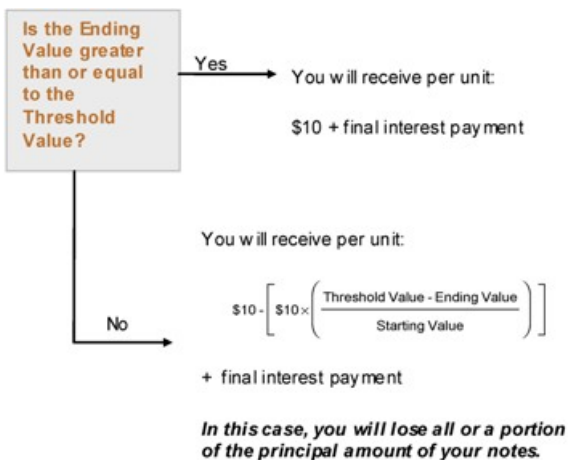 Is the Ending
Value greater
than or equal
to the
Threshold
Value?
Yes
You will receive per unit:
$10 + final interest payment
No
You will receive per unit:
$10 - [ $10 × ( Threshold Value - Ending Value / Starting Value ) ]
+ final interest payment
In this case, you will lose all or a portion
of the principal amount of your notes.